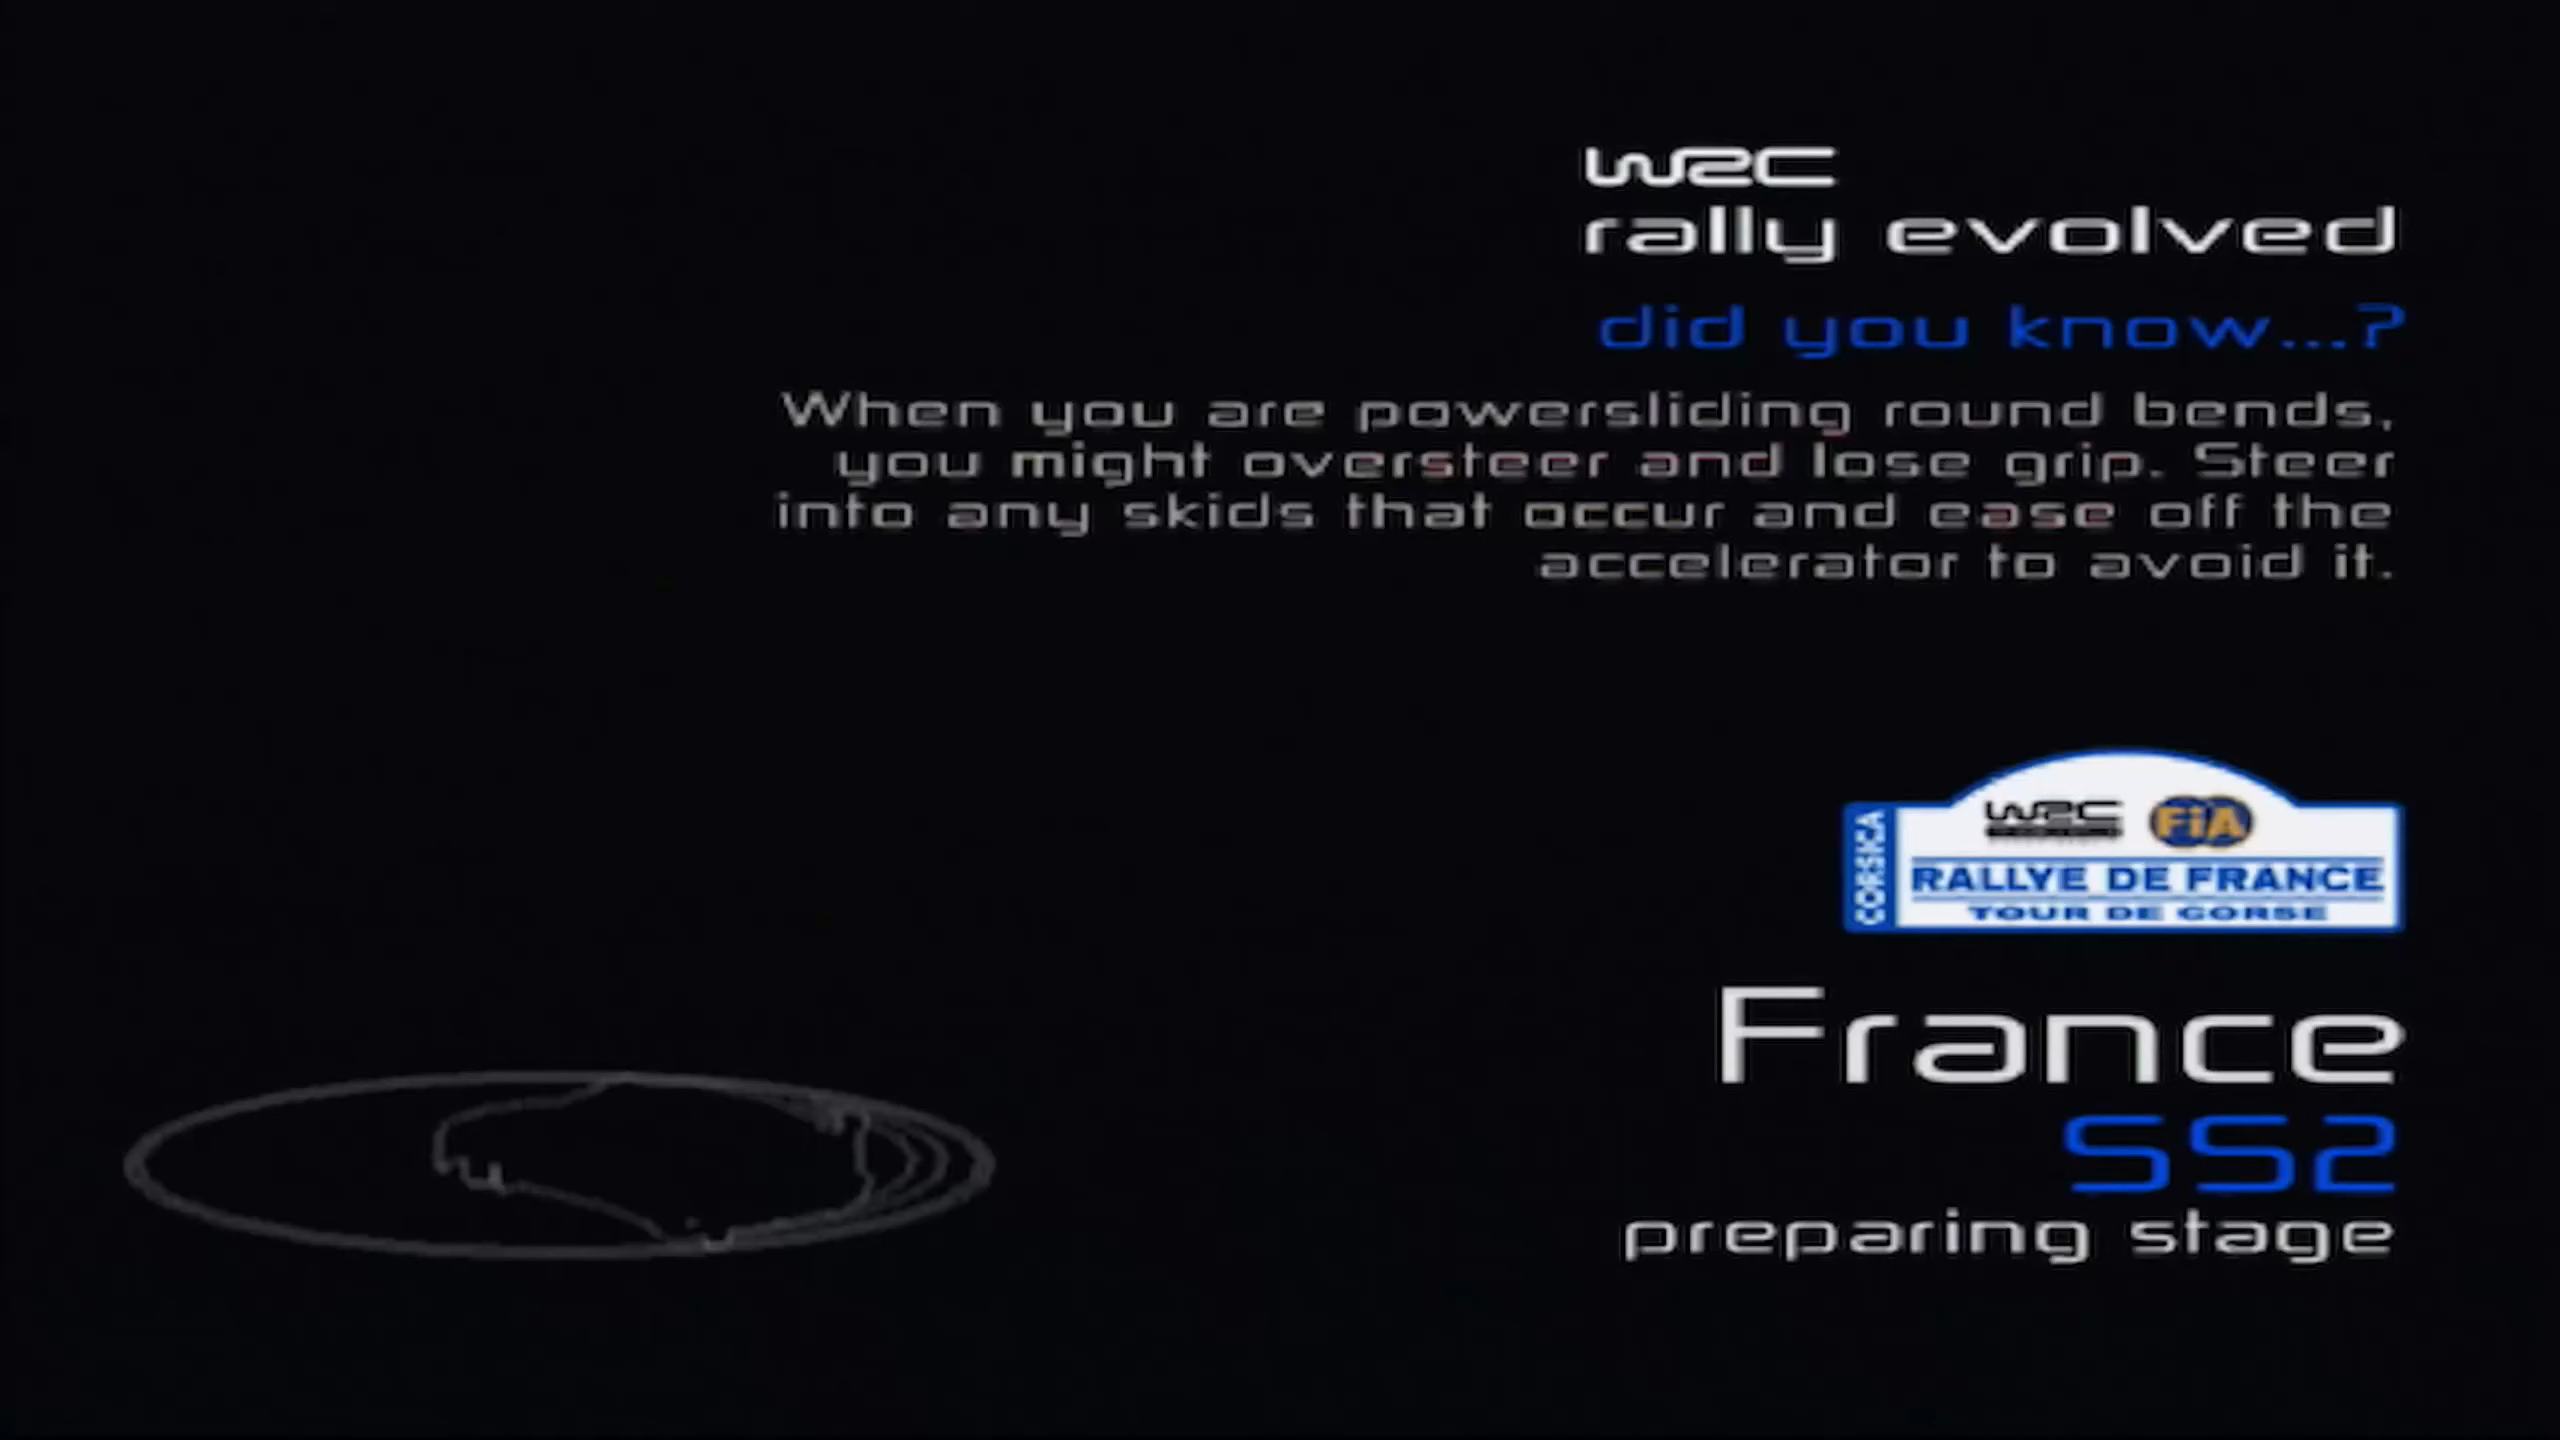 WRC
rally evolved
did you know...?
When you are powersliding round bends,
you might oversteer and lose grip. Steer
into any skids that occur and ease off the
accelerator to avoid it.
WRC FiA
CORSICA
RALLYE DE FRANCE
TOUR DE CORSE
France
SS2
preparing stage